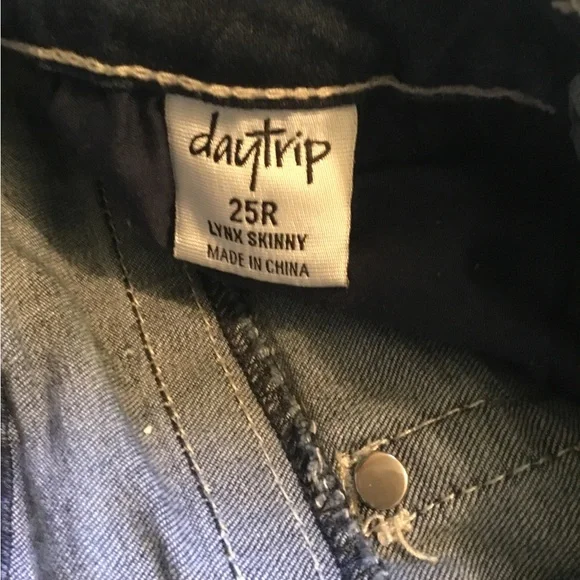 daytrip
25R
LYNX SKINNY
MADE IN CHINA